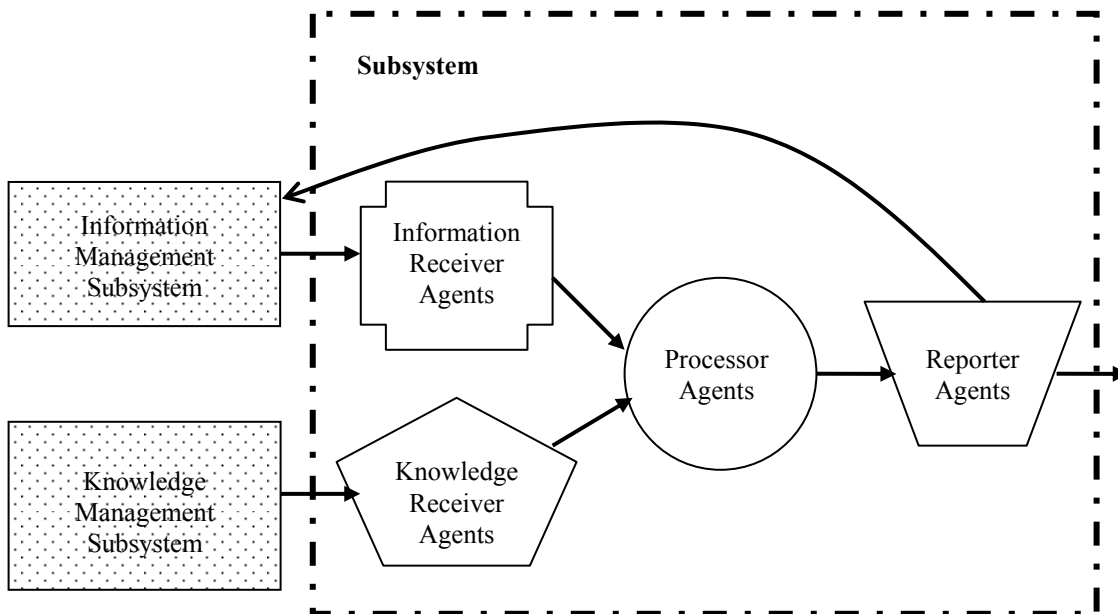 Subsystem
Information
Management
Subsystem
Information
Receiver
Agents
Processor
Agents
Reporter
Agents
Knowledge
Management
Subsystem
Knowledge
Receiver
Agents